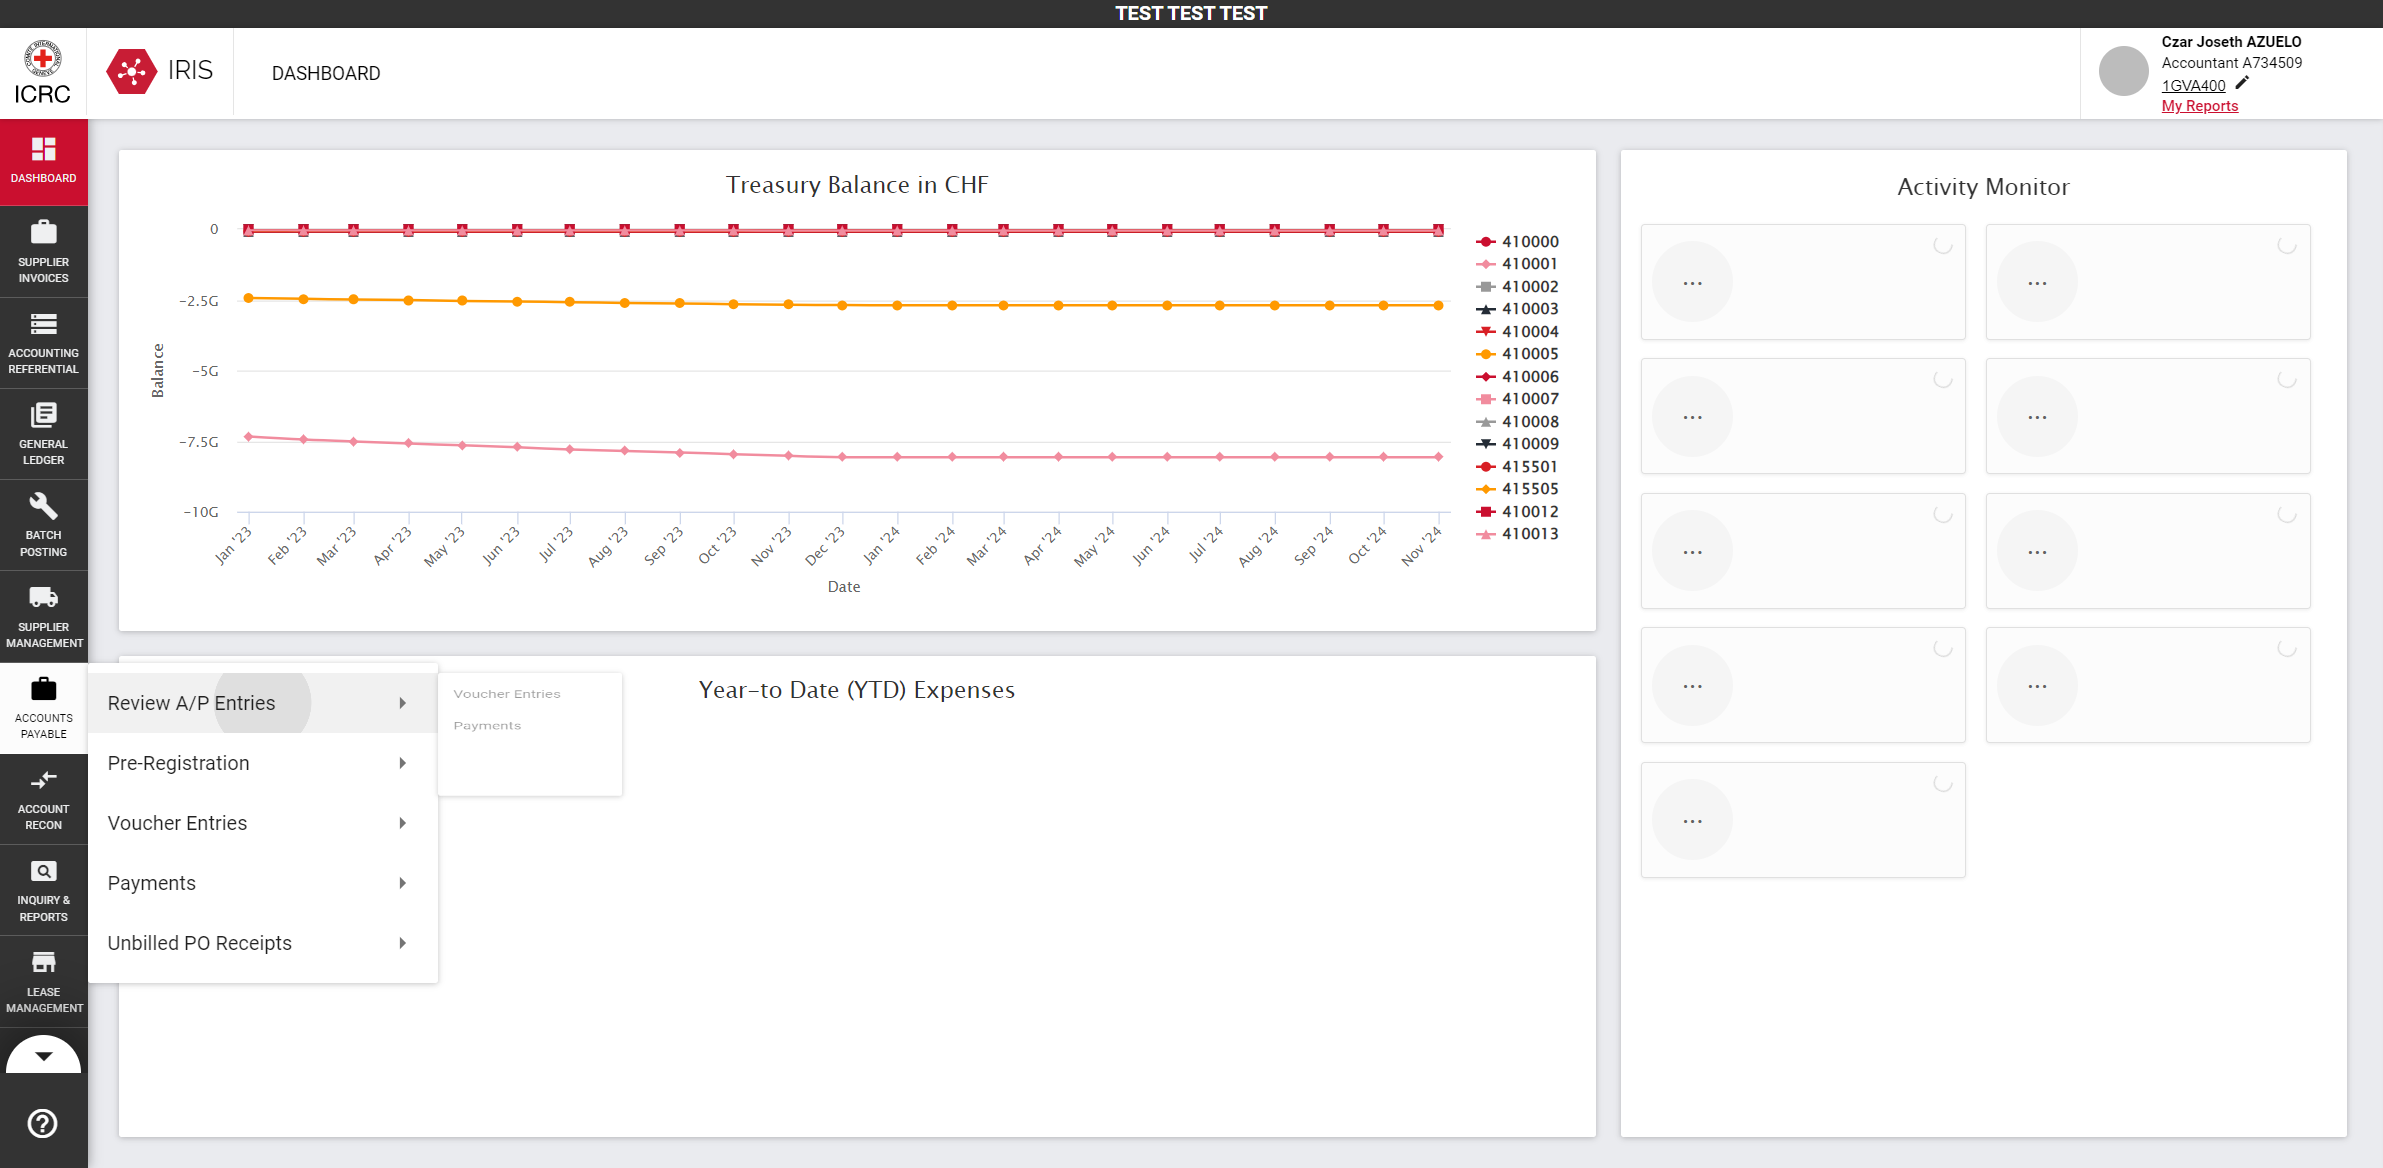 TEST TEST TEST
ICRC
IRIS
DASHBOARD
Czar Joseth AZUELO
Accountant A734509
1GVA400
My Reports
DASHBOARD
SUPPLIER
INVOICES
ACCOUNTING
REFERENTIAL
GENERAL
LEDGER
BATCH
POSTING
SUPPLIER
MANAGEMENT
ACCOUNTS
PAYABLE
ACCOUNT
RECON
INQUIRY &
REPORTS
LEASE
MANAGEMENT
Treasury Balance in CHF
0
-2.5G
-5G
-7.5G
-10G
Balance
Jan '23
Feb '23
Mar '23
Apr '23
May '23
Jun '23
Jul '23
Aug '23
Sep '23
Oct '23
Nov '23
Dec '23
Jan '24
Feb '24
Mar '24
Apr '24
May '24
Jun '24
Jul '24
Aug '24
Sep '24
Oct '24
Nov '24
Date
410000
410001
410002
410003
410004
410005
410006
410007
410008
410009
415501
415505
410012
410013
Activity Monitor
...
...
...
...
...
...
...
...
...
Review A/P Entries
Pre-Registration
Voucher Entries
Payments
Unbilled PO Receipts
Voucher Entries
Payments
Year-to Date (YTD) Expenses